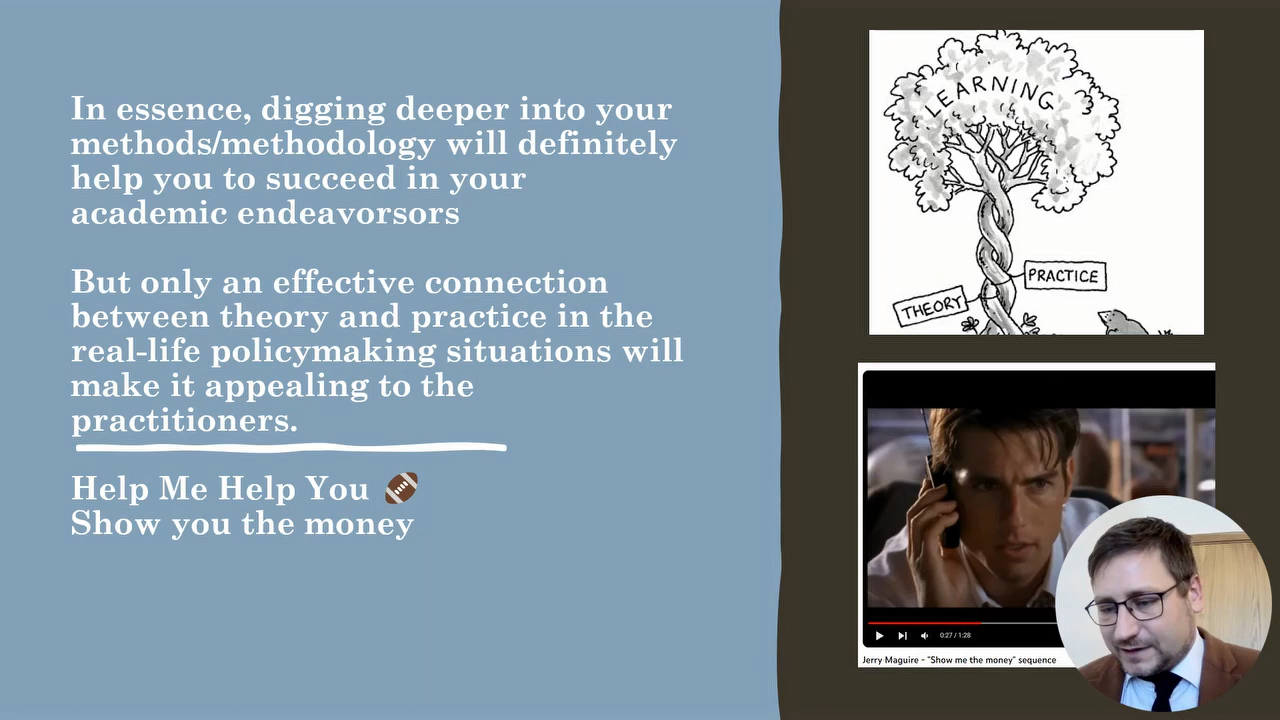 In essence, digging deeper into your
methods/methodology will definitely
help you to succeed in your
academic endeavorsors
But only an effective connection
between theory and practice in the
real-life policymaking situations will
make it appealing to the
practitioners.
Help Me Help You 🏈
Show you the money
LEARNING
PRACTICE
THEORY
0:27 / 1:28
Jerry Maguire - "Show me the money" sequence